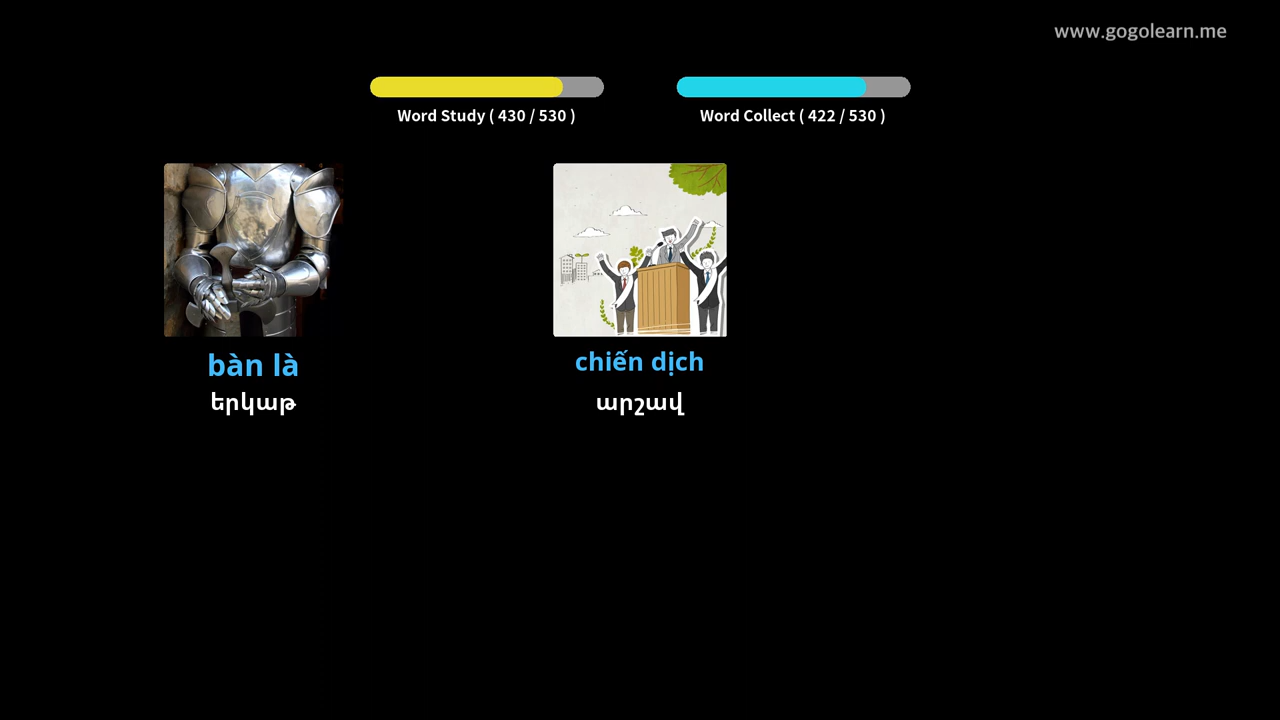 www.gogolearn.me
Word Study ( 430 / 530 )
Word Collect ( 422 / 530 )
bàn là
երկաթ
chiến dịch
արշավ